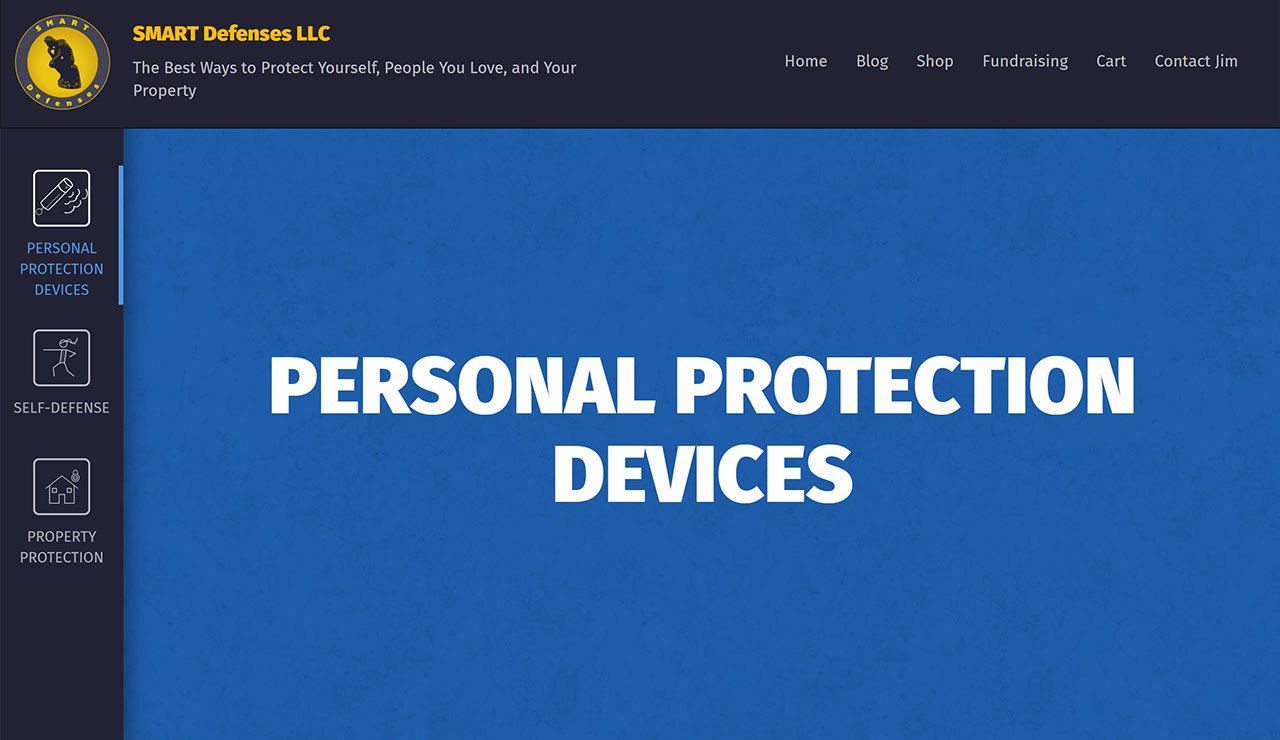 SMART
Defenses
SMART Defenses LLC
The Best Ways to Protect Yourself, People You Love, and Your
Property
Home Blog Shop Fundraising Cart Contact Jim
PERSONAL
PROTECTION
DEVICES
SELF-DEFENSE
PROPERTY
PROTECTION
PERSONAL PROTECTION
DEVICES